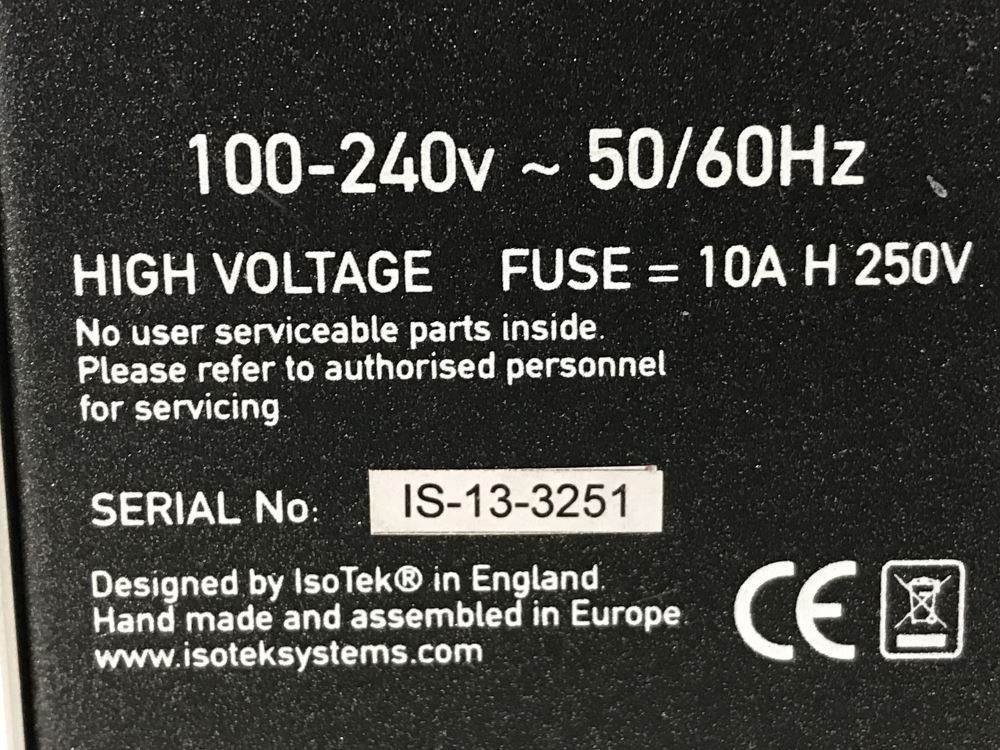 100-240v ~ 50/60Hz
HIGH VOLTAGE FUSE = 10A H 250V
No user serviceable parts inside.
Please refer to authorised personnel
for servicing
SERIAL No: IS-13-3251
Designed by IsoTek® in England.
Hand made and assembled in Europe.
www.isoteksystems.com
CE